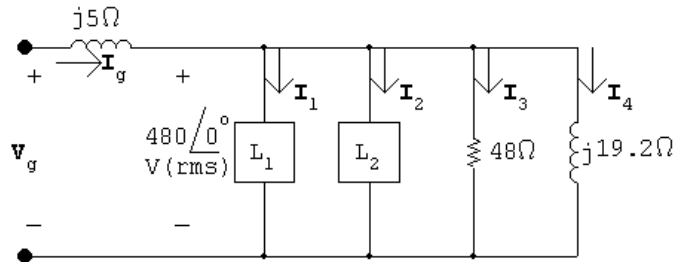 j5Ω
+
I_g
+
I_1
I_2
I_3
I_4
480/0°
V(rms)
V_g
L_1
L_2
48Ω
j19.2Ω
−
−